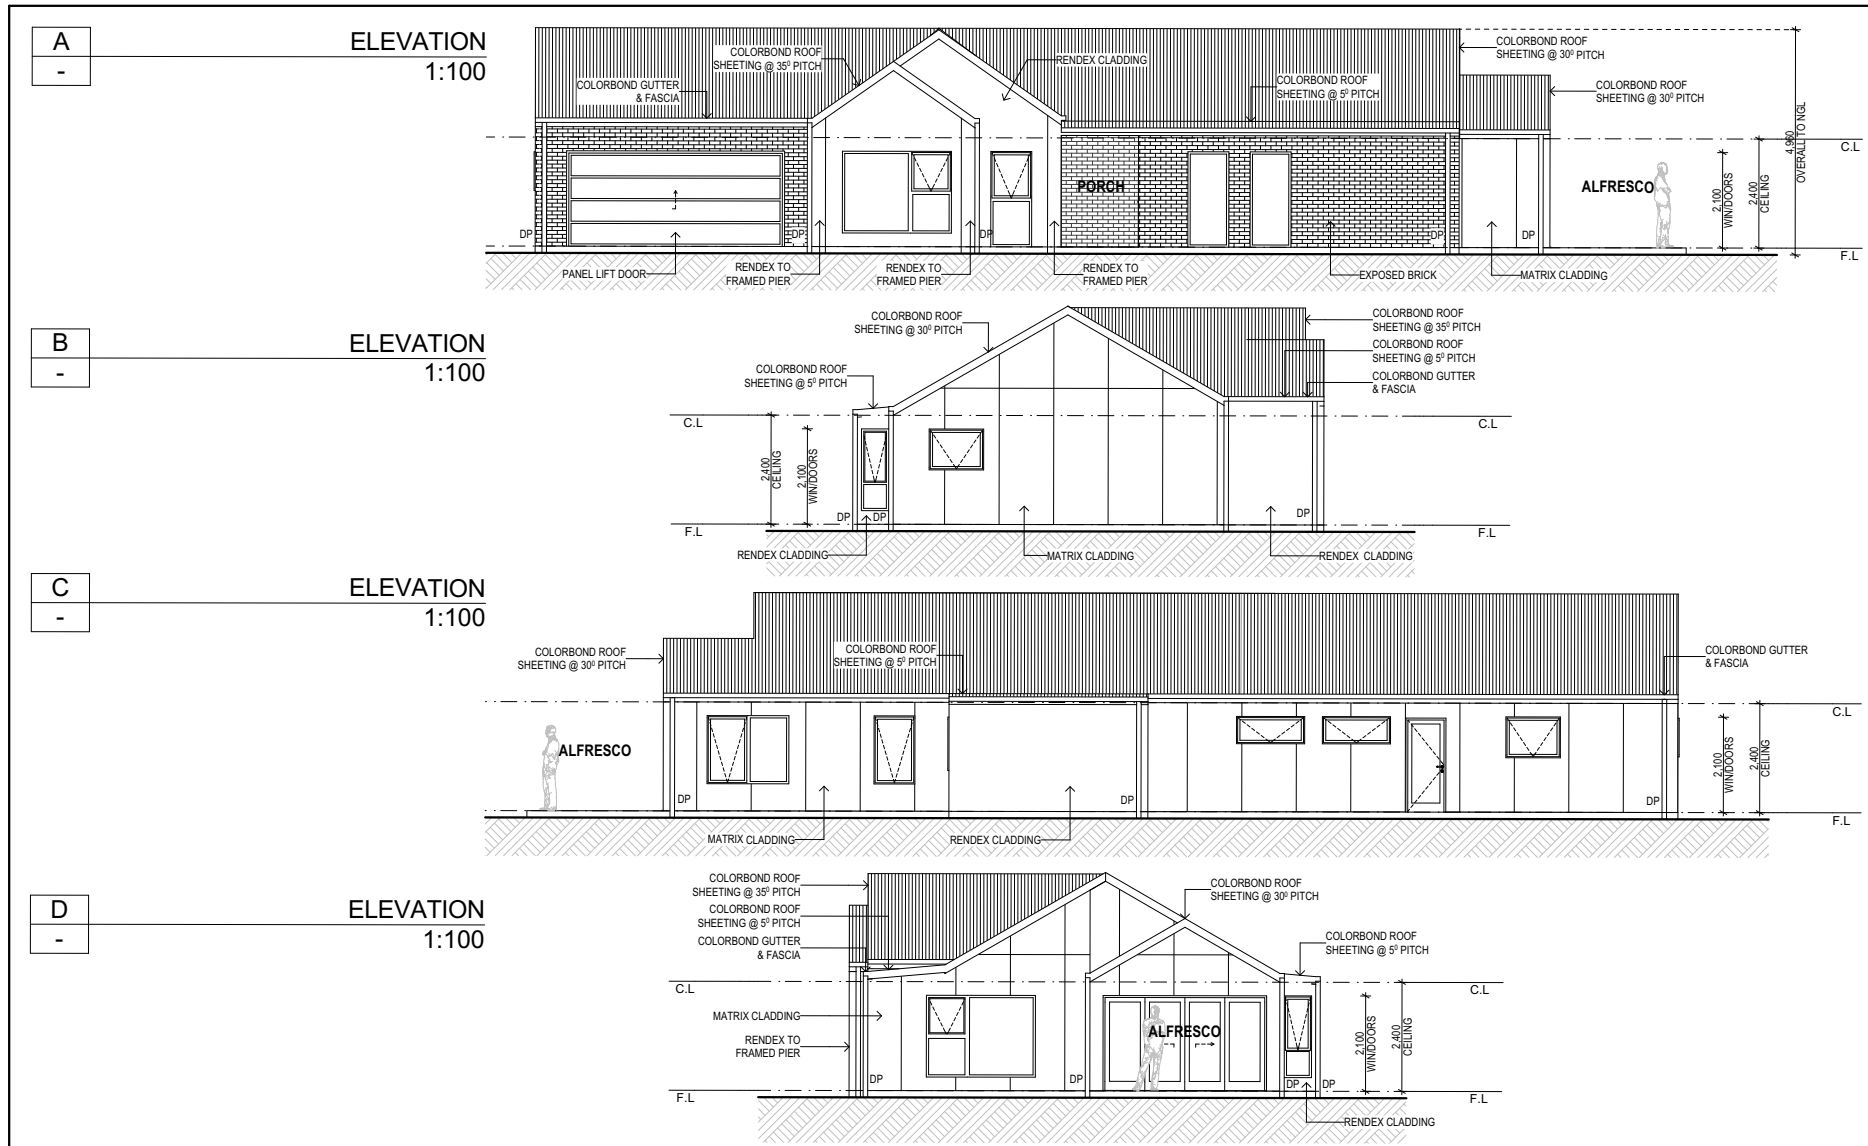 A
-
ELEVATION
1:100
COLORBOND GUTTER
& FASCIA
COLORBOND ROOF
SHEETING @ 35⁰ PITCH
RENDEX CLADDING
COLORBOND ROOF
SHEETING @ 5⁰ PITCH
COLORBOND ROOF
SHEETING @ 30⁰ PITCH
COLORBOND ROOF
SHEETING @ 30⁰ PITCH
PORCH
ALFRESCO
2,100
WIN/DOORS
2,400
CEILING
4,960
OVERALL TO NGL
C.L
F.L
DP
DP
DP
DP
DP
PANEL LIFT DOOR
RENDEX TO
FRAMED PIER
RENDEX TO
FRAMED PIER
RENDEX TO
FRAMED PIER
EXPOSED BRICK
MATRIX CLADDING
B
-
ELEVATION
1:100
COLORBOND ROOF
SHEETING @ 30⁰ PITCH
COLORBOND ROOF
SHEETING @ 5⁰ PITCH
COLORBOND ROOF
SHEETING @ 35⁰ PITCH
COLORBOND ROOF
SHEETING @ 5⁰ PITCH
COLORBOND GUTTER
& FASCIA
C.L
C.L
2,400
CEILING
2,100
WIN/DOORS
DP
DP
DP
F.L
F.L
RENDEX CLADDING
MATRIX CLADDING
RENDEX CLADDING
C
-
ELEVATION
1:100
COLORBOND ROOF
SHEETING @ 30⁰ PITCH
COLORBOND ROOF
SHEETING @ 5⁰ PITCH
COLORBOND GUTTER
& FASCIA
ALFRESCO
C.L
2,100
WIN/DOORS
2,400
CEILING
DP
DP
DP
F.L
MATRIX CLADDING
RENDEX CLADDING
D
-
ELEVATION
1:100
COLORBOND ROOF
SHEETING @ 35⁰ PITCH
COLORBOND ROOF
SHEETING @ 5⁰ PITCH
COLORBOND GUTTER
& FASCIA
COLORBOND ROOF
SHEETING @ 30⁰ PITCH
COLORBOND ROOF
SHEETING @ 5⁰ PITCH
C.L
C.L
MATRIX CLADDING
RENDEX TO
FRAMED PIER
ALFRESCO
2,100
WIN/DOORS
2,400
CEILING
DP
DP
DP
DP
F.L
F.L
RENDEX CLADDING